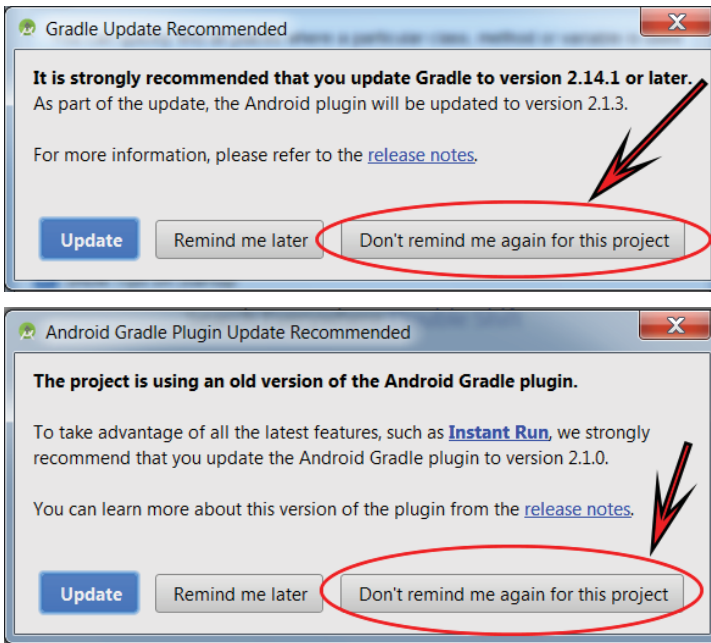 Gradle Update Recommended
It is strongly recommended that you update Gradle to version 2.14.1 or later.
As part of the update, the Android plugin will be updated to version 2.1.3.
For more information, please refer to the release notes.
Update Remind me later Don't remind me again for this project
Android Gradle Plugin Update Recommended
The project is using an old version of the Android Gradle plugin.
To take advantage of all the latest features, such as Instant Run, we strongly
recommend that you update the Android Gradle plugin to version 2.1.0.
You can learn more about this version of the plugin from the release notes.
Update Remind me later Don't remind me again for this project